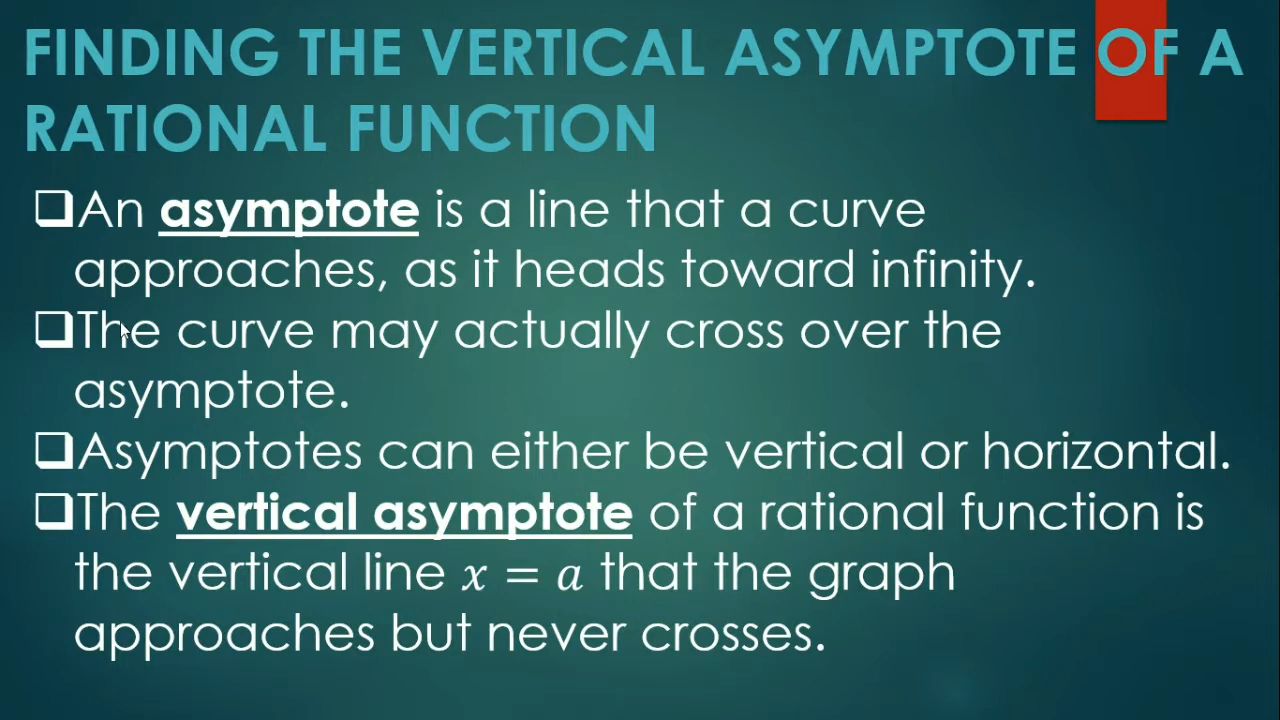 FINDING THE VERTICAL ASYMPTOTE OF A
RATIONAL FUNCTION
❑An asymptote is a line that a curve
approaches, as it heads toward infinity.
❑The curve may actually cross over the
asymptote.
❑Asymptotes can either be vertical or horizontal.
❑The vertical asymptote of a rational function is
the vertical line 𝑥 = 𝑎 that the graph
approaches but never crosses.